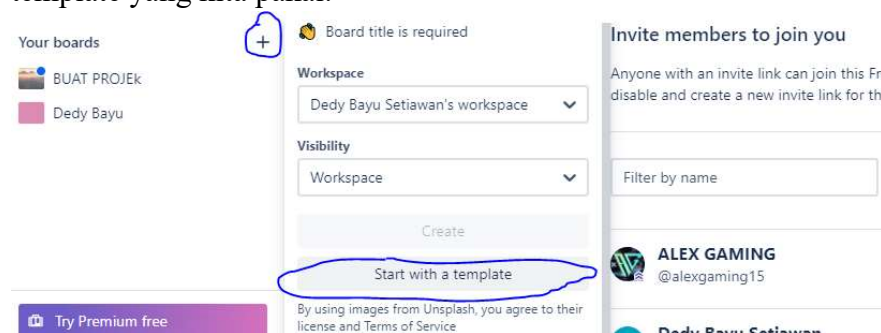 Your boards
+
BUAT PROJEk
Dedy Bayu
Try Premium free
Board title is required
Workspace
Dedy Bayu Setiawan's workspace
Visibility
Workspace
Create
Start with a template
By using images from Unsplash, you agree to their
license and Terms of Service
Invite members to join you
Anyone with an invite link can join this Fr
disable and create a new invite link for th
Filter by name
ALEX GAMING
@alexgaming15
Dedy Bayu Setiawan